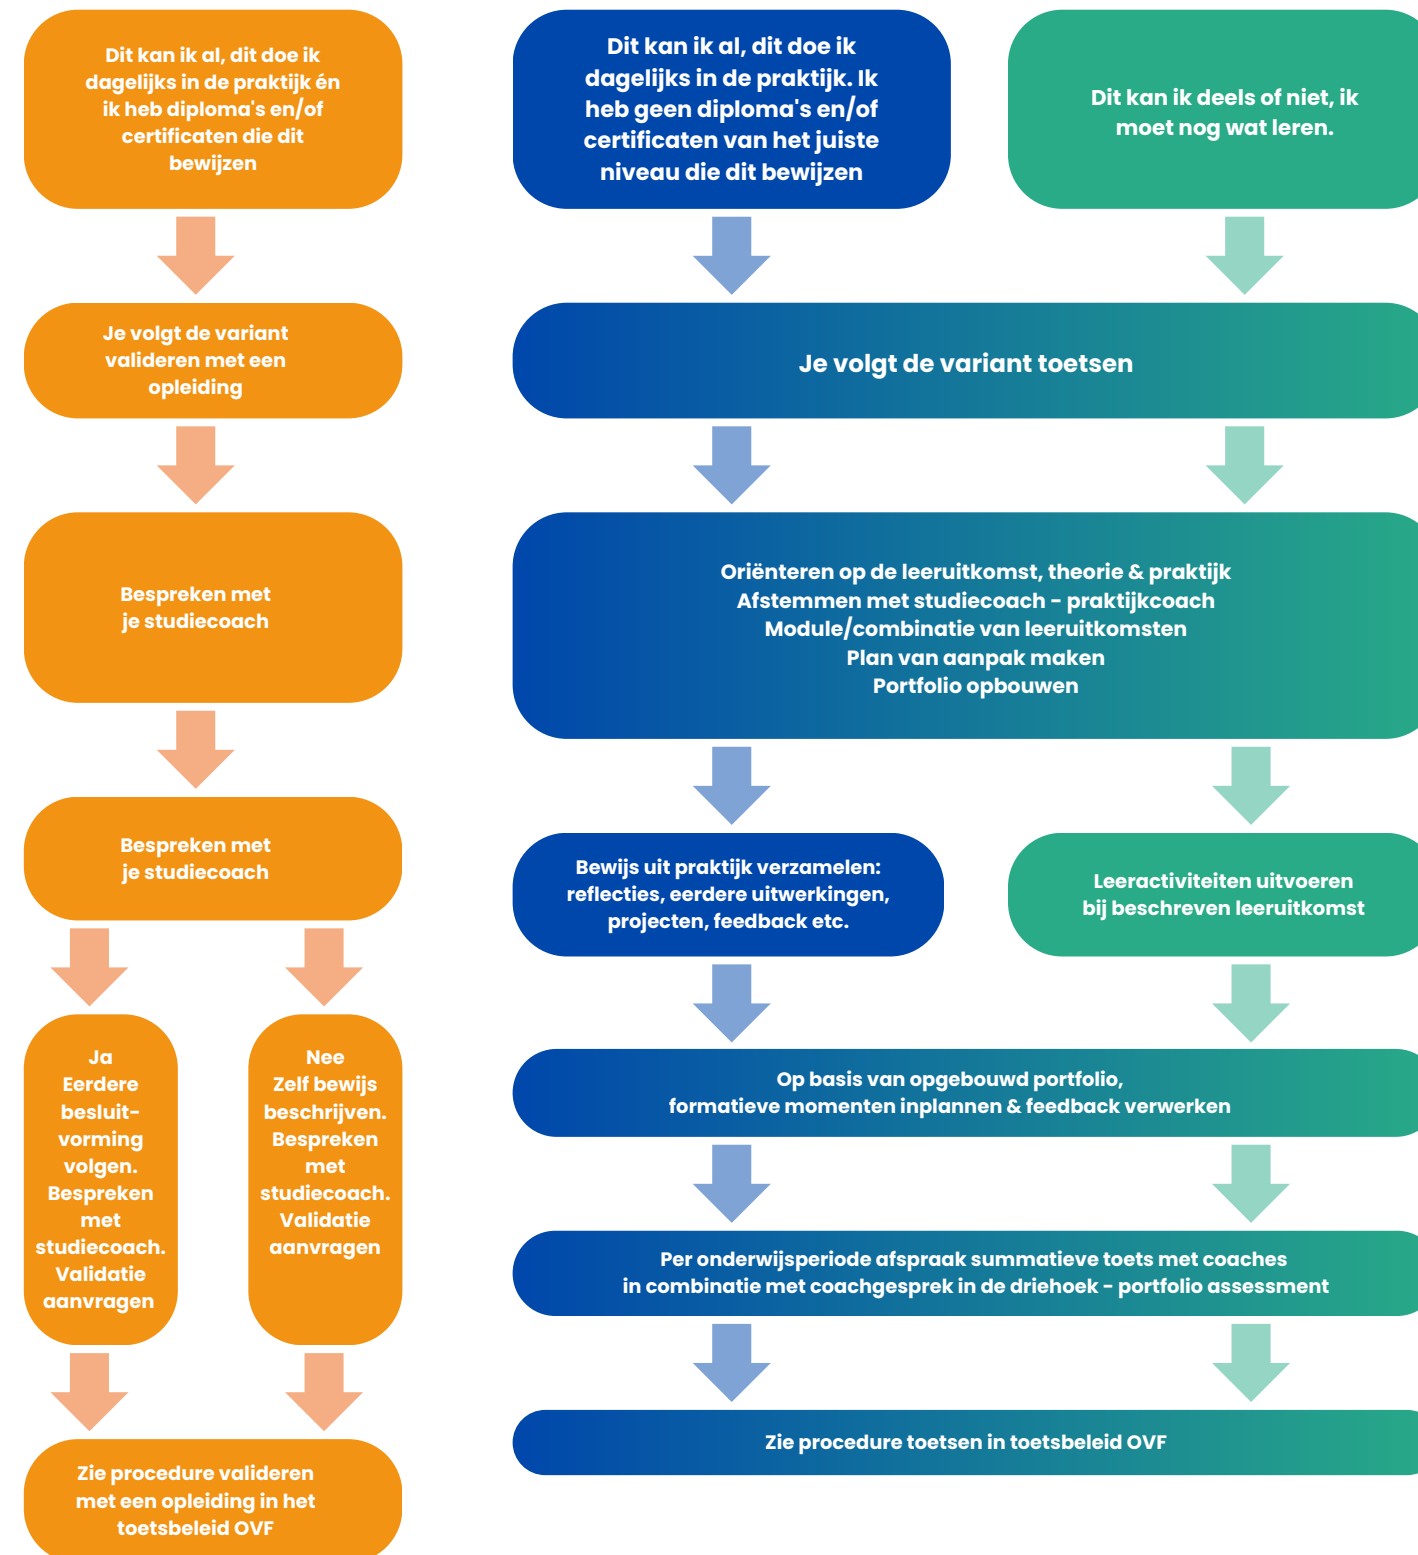 Dit kan ik al, dit doe ik
dagelijks in de praktijk én
ik heb diploma's en/of
certificaten die dit
bewijzen
Dit kan ik al, dit doe ik
dagelijks in de praktijk. Ik
heb geen diploma's en/of
certificaten van het juiste
niveau die dit bewijzen
Dit kan ik deels of niet, ik
moet nog wat leren.
Je volgt de variant
valideren met een
opleiding
Je volgt de variant toetsen
Bespreken met
je studiecoach
Oriënteren op de leeruitkomst, theorie & praktijk
Afstemmen met studiecoach - praktijkcoach
Module/combinatie van leeruitkomsten
Plan van aanpak maken
Portfolio opbouwen
Bespreken met
je studiecoach
Bewijs uit praktijk verzamelen:
reflecties, eerdere uitwerkingen,
projecten, feedback etc.
Leeractiviteiten uitvoeren
bij beschreven leeruitkomst
Ja
Eerdere
besluit-
vorming
volgen.
Bespreken
met
studiecoach.
Validatie
aanvragen
Nee
Zelf bewijs
beschrijven.
Bespreken
met
studiecoach.
Validatie
aanvragen
Op basis van opgebouwd portfolio,
formatieve momenten inplannen & feedback verwerken
Per onderwijsperiode afspraak summatieve toets met coaches
in combinatie met coachgesprek in de driehoek - portfolio assessment
Zie procedure toetsen in toetsbeleid OVF
Zie procedure valideren
met een opleiding in het
toetsbeleid OVF